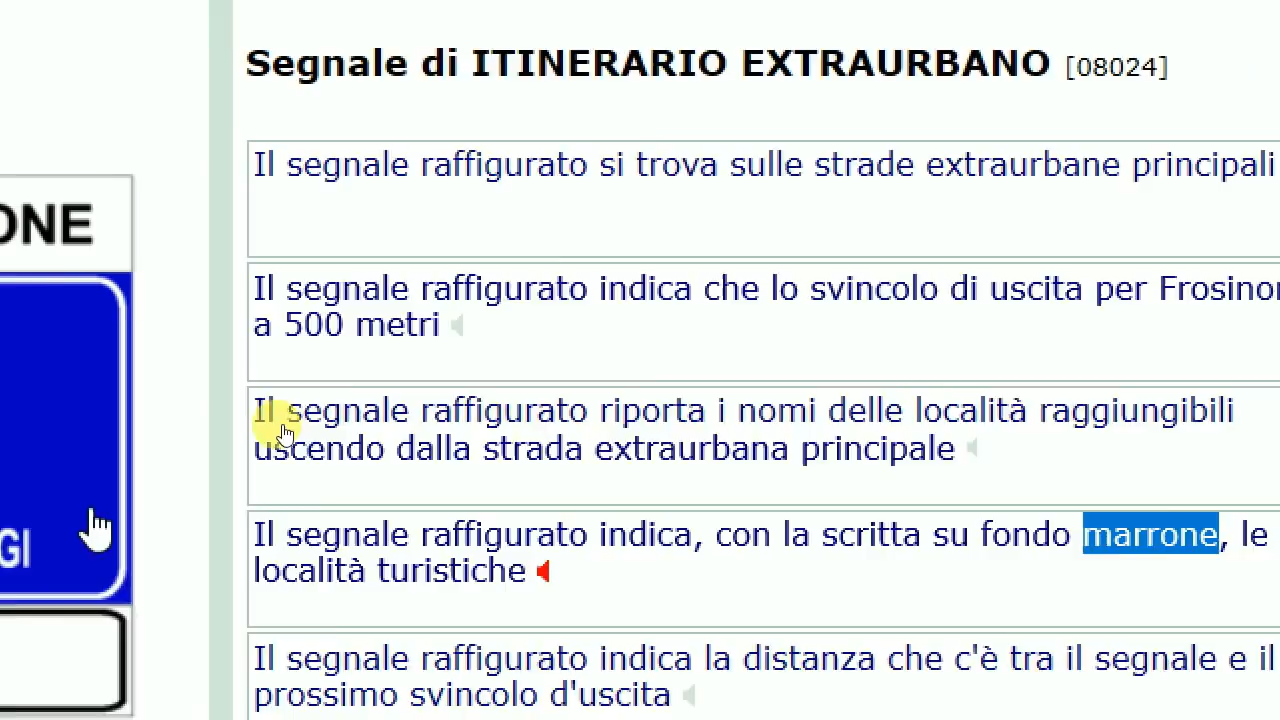 Segnale di ITINERARIO EXTRAURBANO [08024]
ONE
GI
Il segnale raffigurato si trova sulle strade extraurbane principali
Il segnale raffigurato indica che lo svincolo di uscita per Frosinon
a 500 metri
Il segnale raffigurato riporta i nomi delle località raggiungibili
uscendo dalla strada extraurbana principale
Il segnale raffigurato indica, con la scritta su fondo marrone, le
località turistiche
Il segnale raffigurato indica la distanza che c'è tra il segnale e il
prossimo svincolo d'uscita